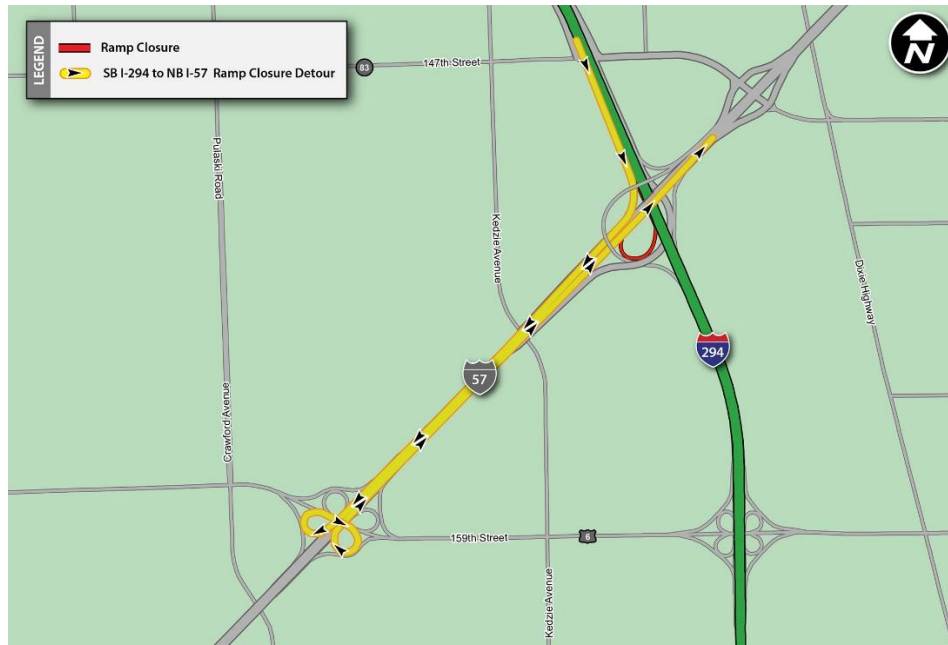 LEGEND
Ramp Closure
SB I-294 to NB I-57 Ramp Closure Detour
N
83
147th Street
Pulaski Road
Kedzie Avenue
Dixie Highway
294
57
Crawford Avenue
159th Street
6
Kedzie Avenue